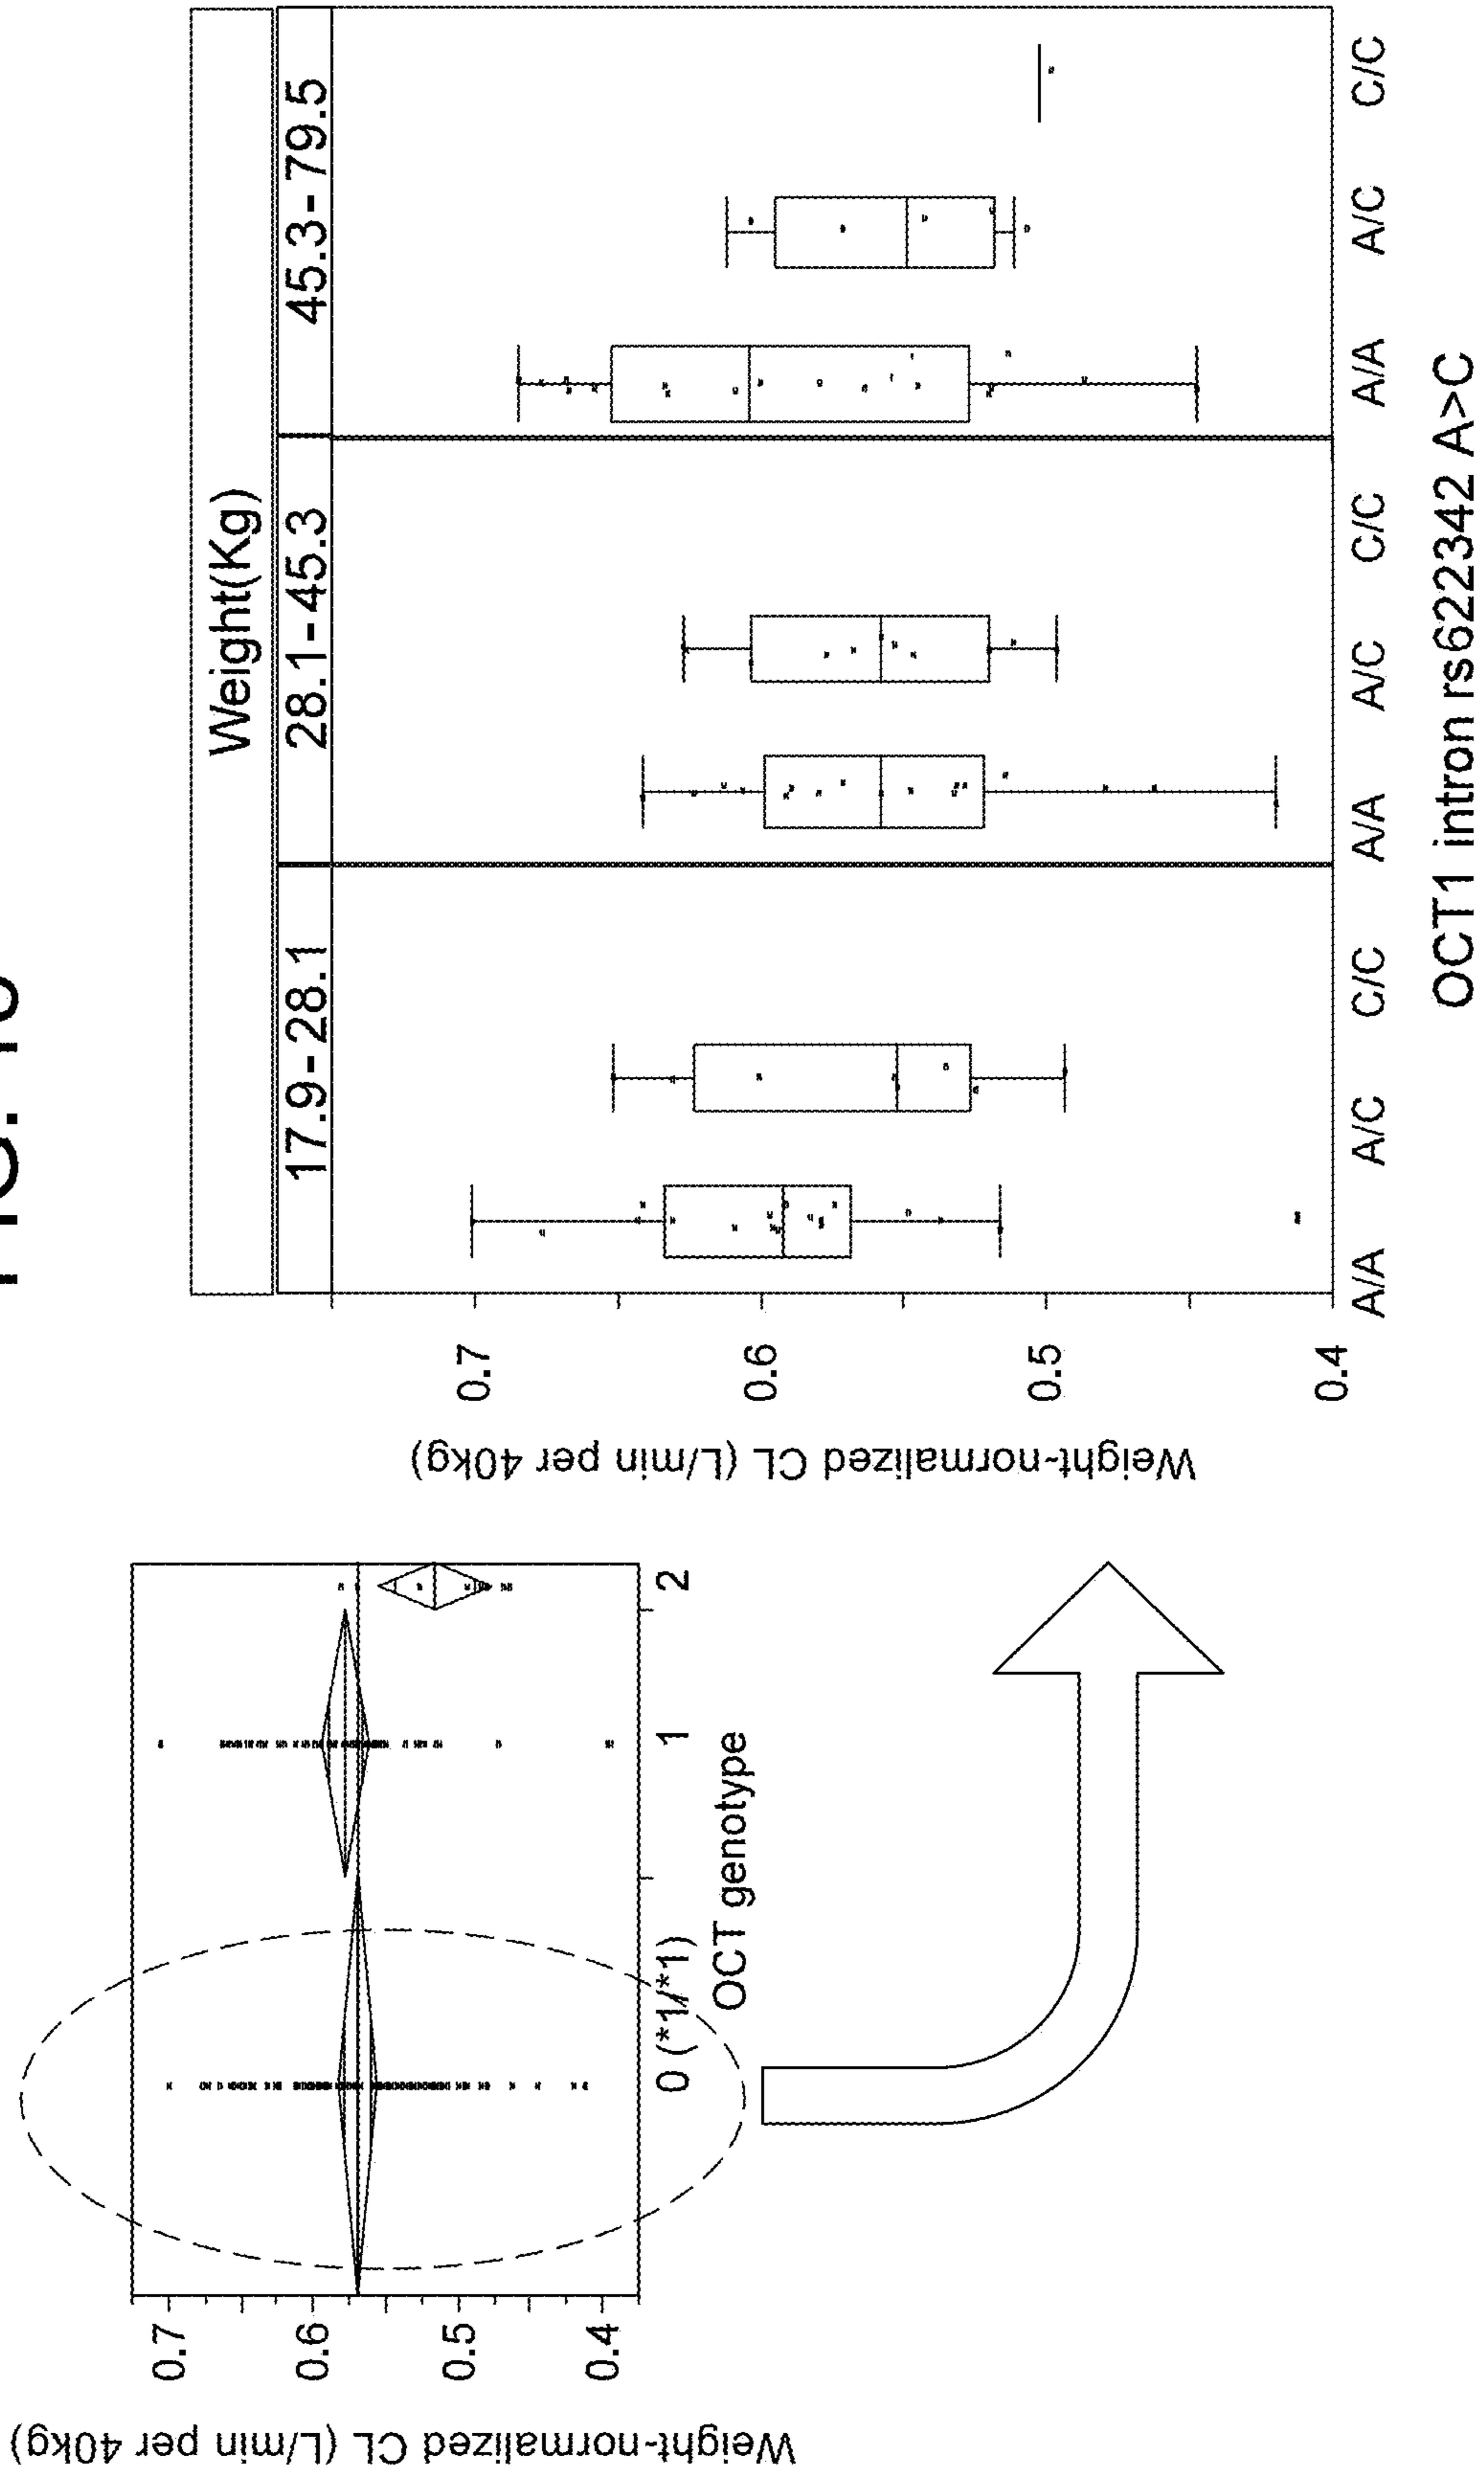 Weight-normalized CL (L/min per 40kg)
0.7
0.6
0.5
0.4
0 (*1/*1)
1
2
OCT genotype
Weight(Kg)
17.9-28.1
28.1-45.3
45.3-79.5
Weight-normalized CL (L/min per 40kg)
0.7
0.6
0.5
0.4
A/A A/C C/C A/A A/C C/C A/A A/C C/C
OCT1 intron rs622342 A>C